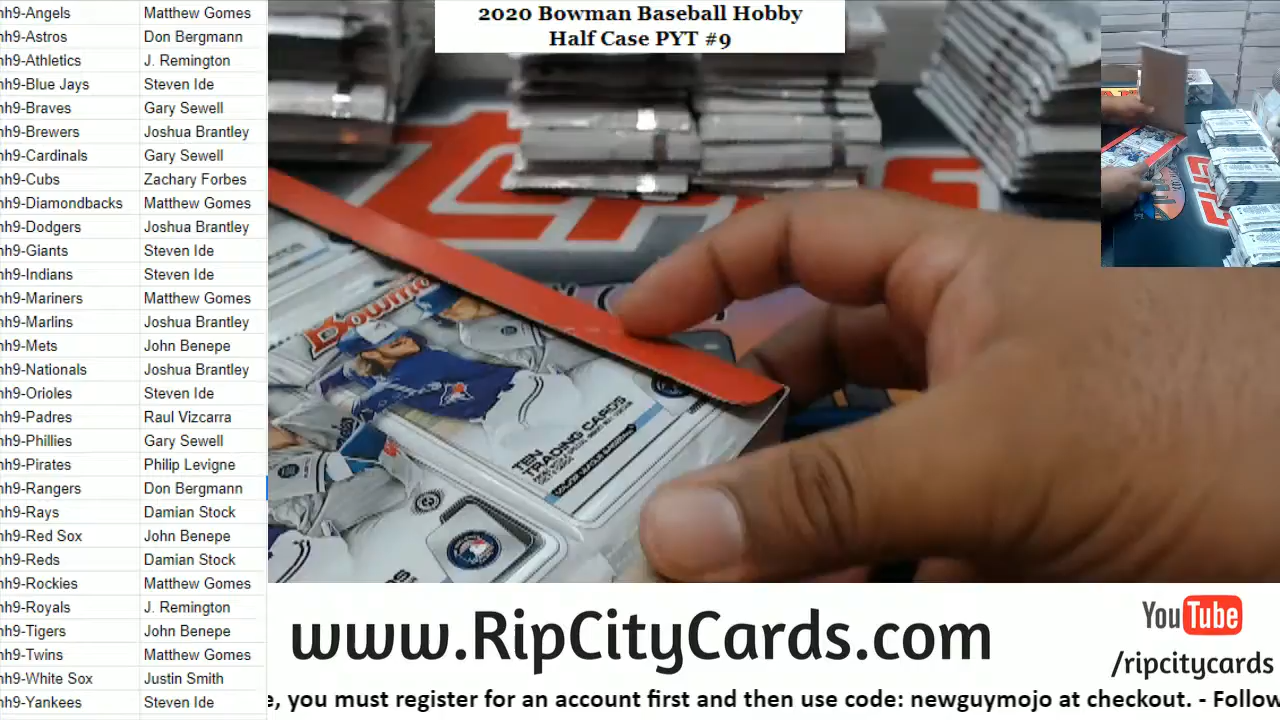 2020 Bowman Baseball Hobby
Half Case PYT #9
nh9-Angels Matthew Gomes
nh9-Astros Don Bergmann
nh9-Athletics J. Remington
nh9-Blue Jays Steven Ide
nh9-Braves Gary Sewell
nh9-Brewers Joshua Brantley
nh9-Cardinals Gary Sewell
nh9-Cubs Zachary Forbes
nh9-Diamondbacks Matthew Gomes
nh9-Dodgers Joshua Brantley
nh9-Giants Steven Ide
nh9-Indians Steven Ide
nh9-Mariners Matthew Gomes
nh9-Marlins Joshua Brantley
nh9-Mets John Benepe
nh9-Nationals Joshua Brantley
nh9-Orioles Steven Ide
nh9-Padres Raul Vizcarra
nh9-Phillies Gary Sewell
nh9-Pirates Philip Levigne
nh9-Rangers Don Bergmann
nh9-Rays Damian Stock
nh9-Red Sox John Benepe
nh9-Reds Damian Stock
nh9-Rockies Matthew Gomes
nh9-Royals J. Remington
nh9-Tigers John Benepe
nh9-Twins Matthew Gomes
nh9-White Sox Justin Smith
nh9-Yankees Steven Ide
TEN
TRADING CARDS
MAJOR LEAGUE BASEBALL
www.RipCityCards.com
YouTube
/ripcitycards
e, you must register for an account first and then use code: newguymojo at checkout. - Follow